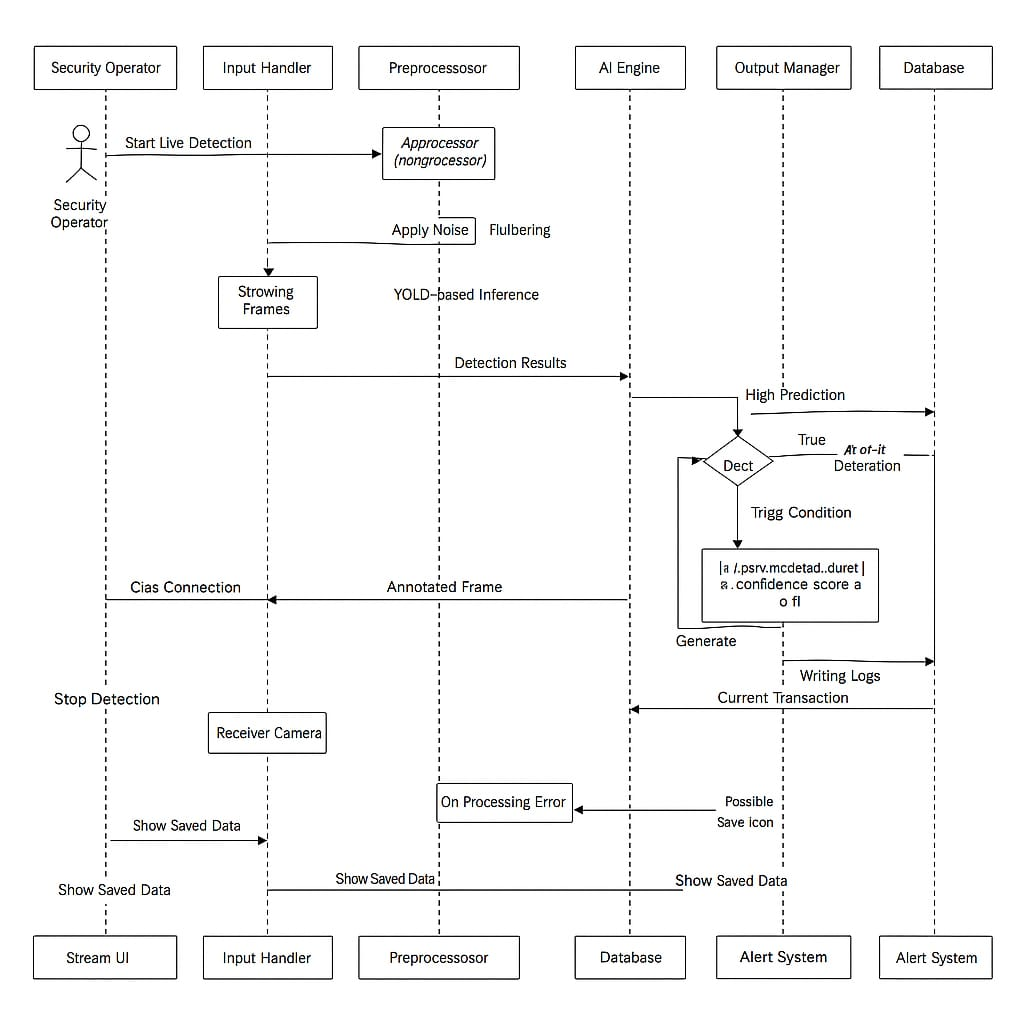 Security Operator
Input Handler
Preprocessosor
AI Engine
Output Manager
Database
Start Live Detection
Approcessor
(nongrocessor)
Security
Operator
Apply Noise
Flulbering
Strowing
Frames
YOLD-based Inference
Detection Results
High Prediction
True
of-it
Deteration
Dect
Trigg Condition
a. confidence score a
o fl
Cias Connection
Annotated Frame
Generate
Writing Logs
Stop Detection
Current Transaction
Receiver Camera
On Processing Error
Possible
Save icon
Show Saved Data
Show Saved Data
Show Saved Data
Show Saved Data
Stream UI
Input Handler
Preprocessosor
Database
Alert System
Alert System